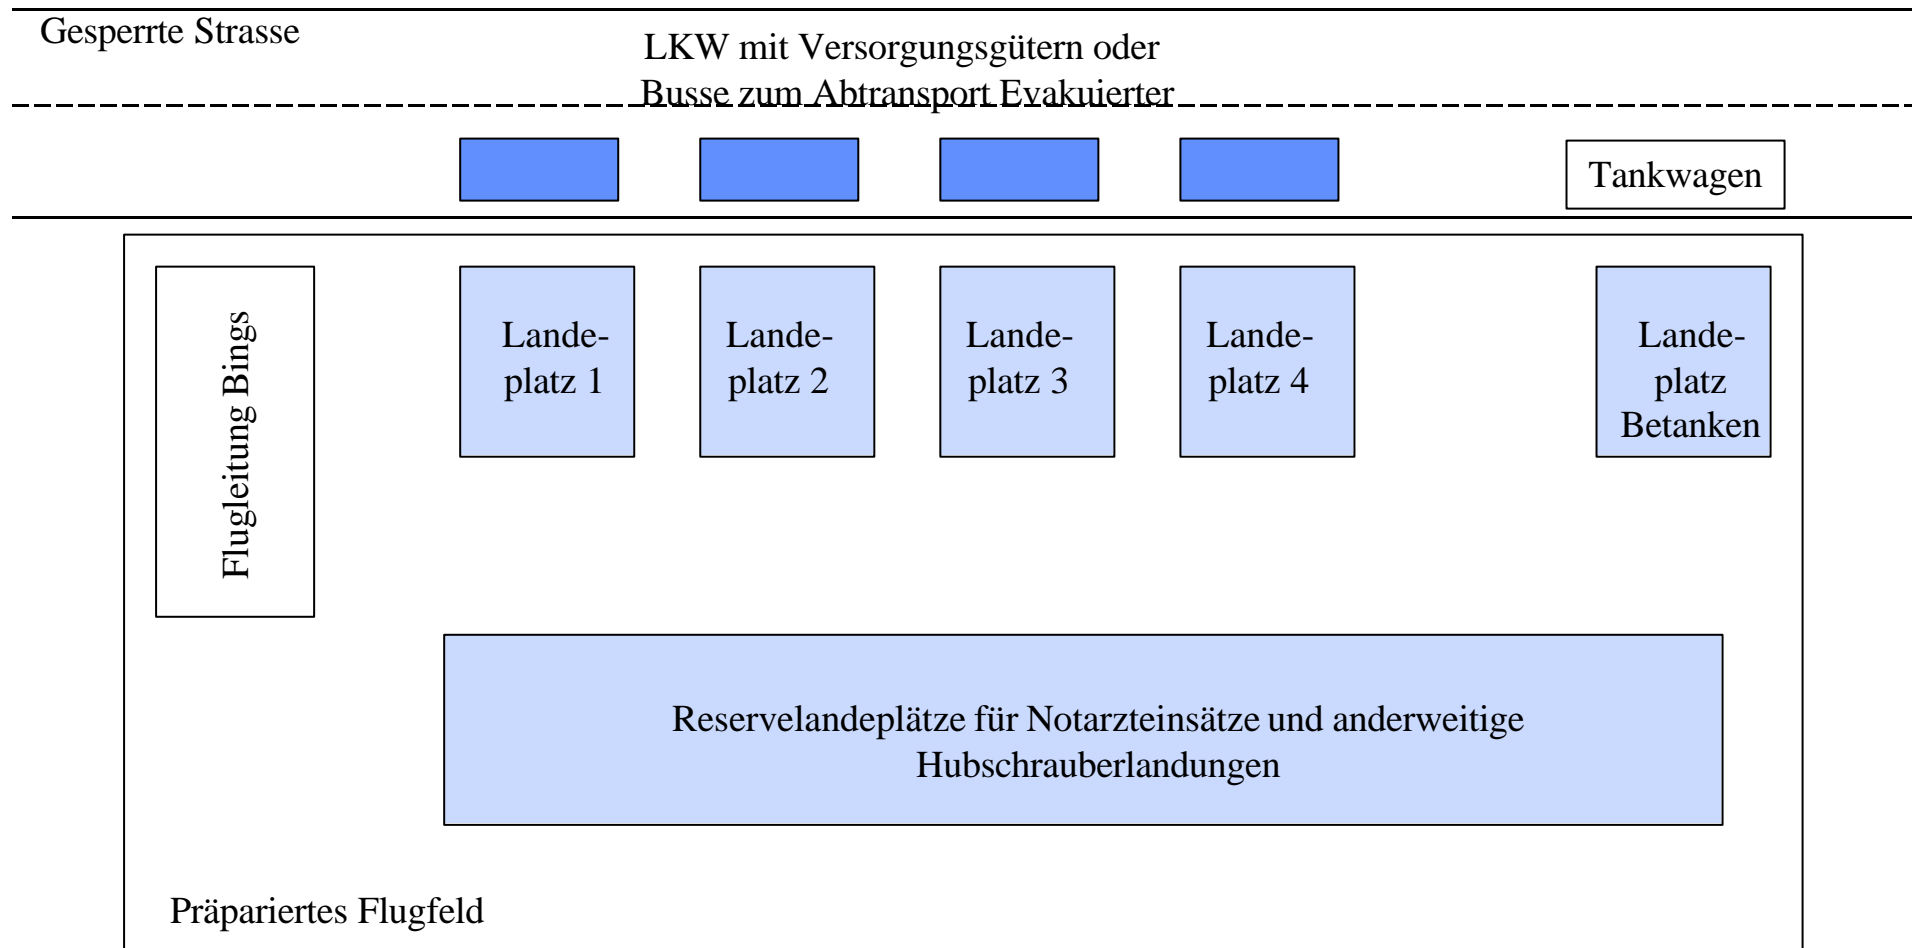 Gesperrte Strasse
LKW mit Versorgungsgütern oder
Busse zum Abtransport Evakuierter
Tankwagen
Flugleitung Bings
Lande-
platz 1
Lande-
platz 2
Lande-
platz 3
Lande-
platz 4
Lande-
platz
Betanken
Reservelandeplätze für Notarzteinsätze und anderweitige
Hubschrauberlandungen
Präpariertes Flugfeld